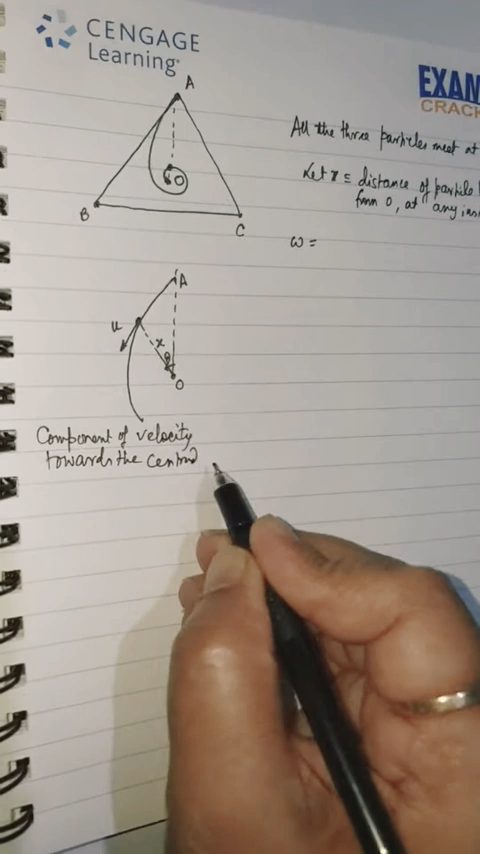 CENGAGE
Learning
EXAM
CRACK
A
All the three particles meet at
Let x = distance of particle
from O, at any ins
O
B
C
ω =
A
u
x
θ
O
Component of velocity
towards the centroid